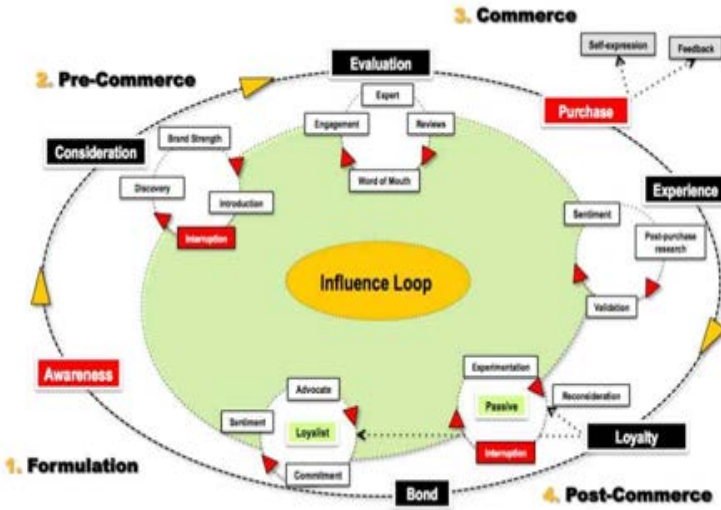 3. Commerce
Self-expression
Feedback
Evaluation
2. Pre-Commerce
Expert
Purchase
Engagement
Reviews
Brand Strength
Consideration
Word of Mouth
Experience
Discovery
Introduction
Sentiment
Interruption
Post-purchase
research
Influence Loop
Validation
Awareness
Experimentation
Advocate
Reconsideration
Passive
Sentiment
Loyalist
Loyalty
Interruption
1. Formulation
Commitment
Bond
4. Post-Commerce